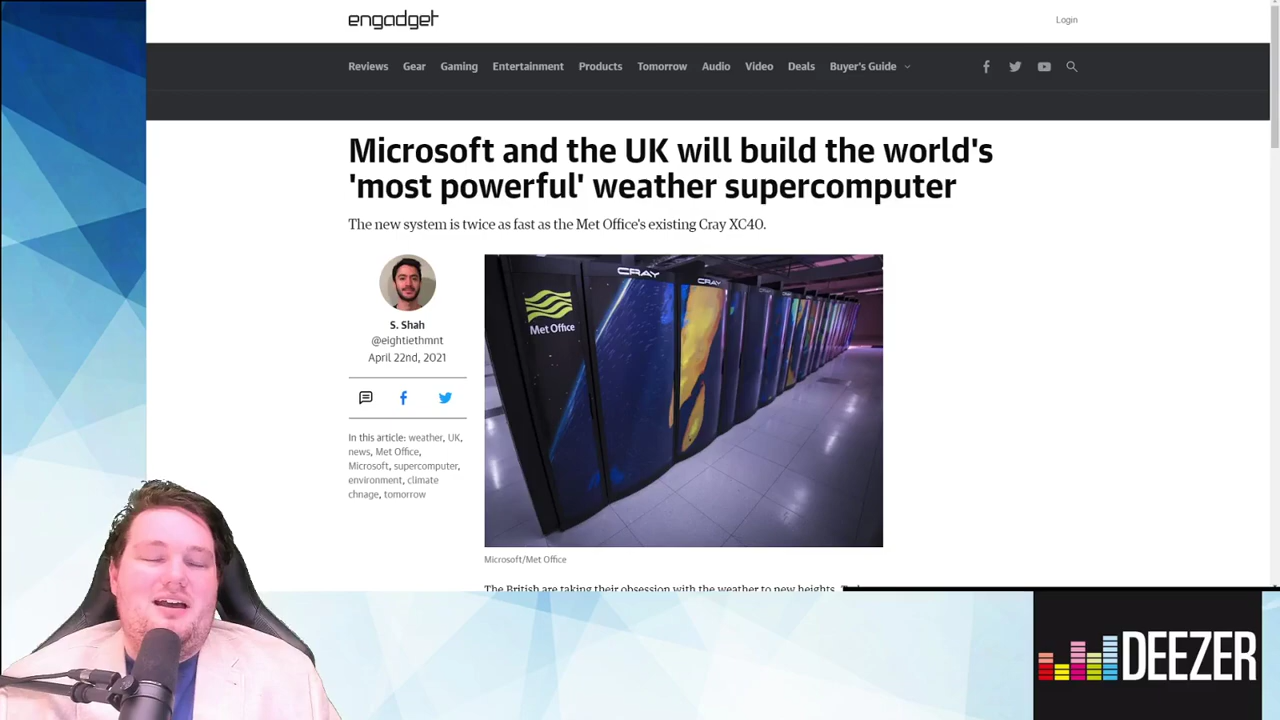 engadget
Login
Reviews Gear Gaming Entertainment Products Tomorrow Audio Video Deals Buyer's Guide
Microsoft and the UK will build the world's
'most powerful' weather supercomputer
The new system is twice as fast as the Met Office's existing Cray XC40.
CRAY
CRAY
Met Office
S. Shah
@eightiethmnt
April 22nd, 2021
In this article: weather, UK,
news, Met Office,
Microsoft, supercomputer,
environment, climate
chnage, tomorrow
Microsoft/Met Office
The British are taking their obsession with the weather to new heights.
DEEZER